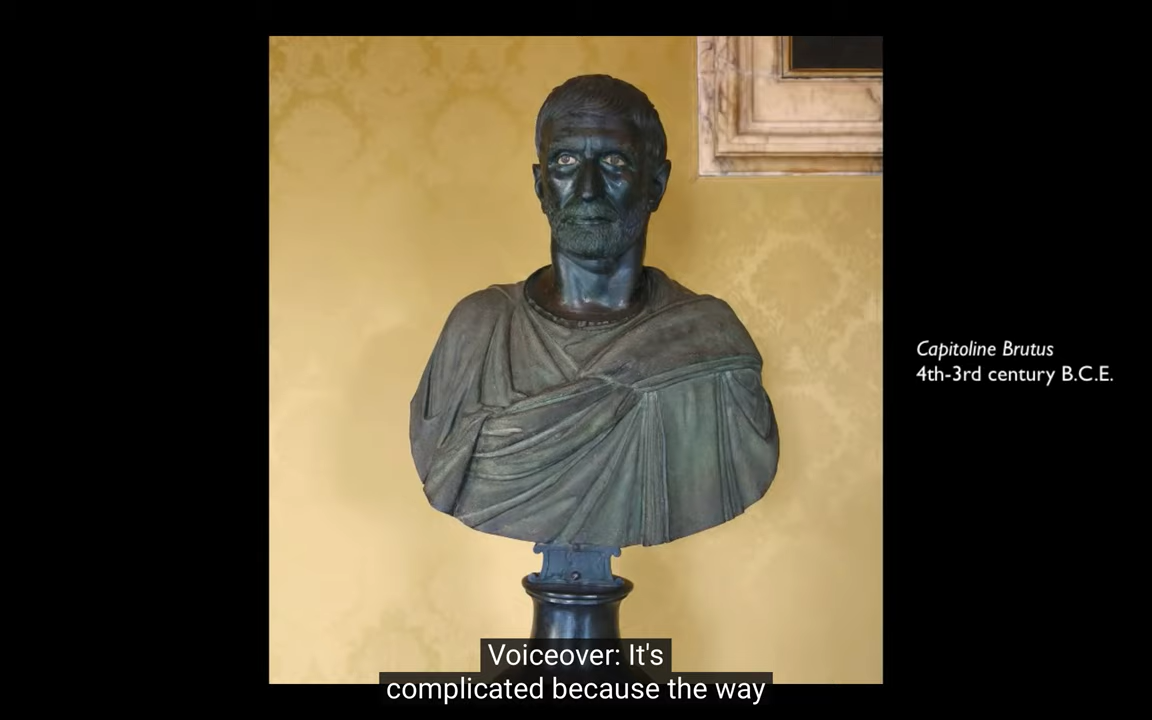 Capitoline Brutus
4th-3rd century B.C.E.
Voiceover: It's
complicated because the way